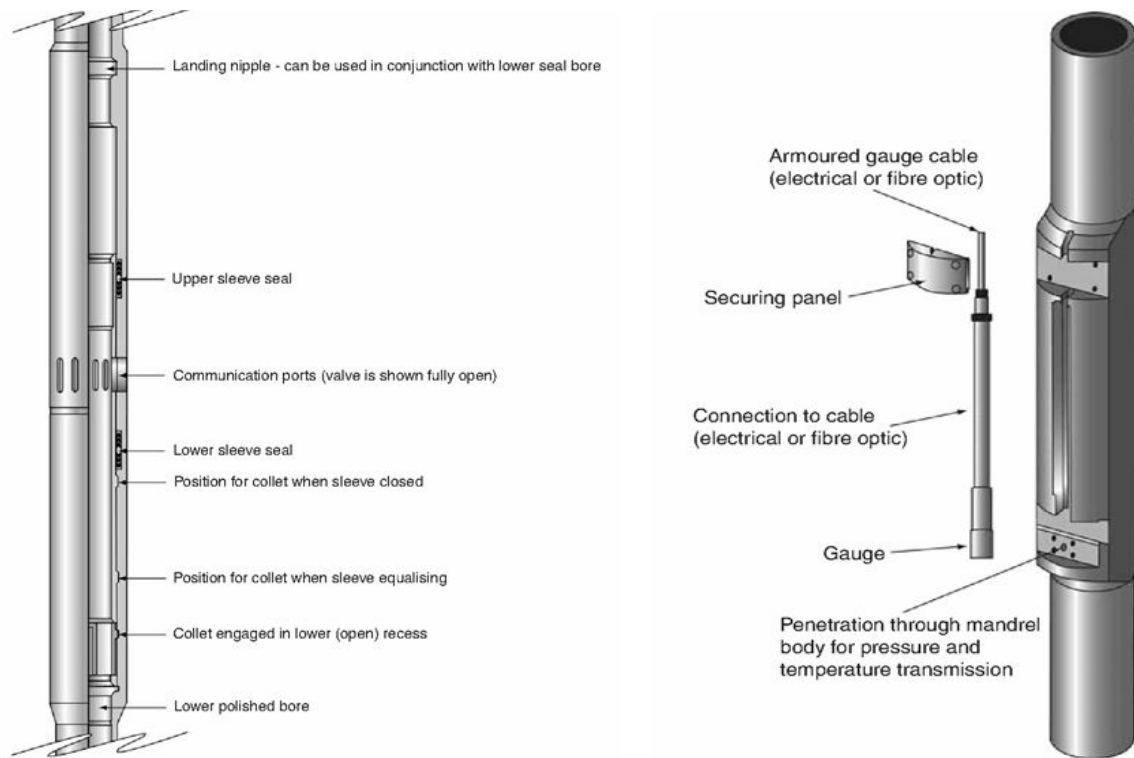 Landing nipple - can be used in conjunction with lower seal bore
Upper sleeve seal
Communication ports (valve is shown fully open)
Lower sleeve seal
Position for collet when sleeve closed
Position for collet when sleeve equalising
Collet engaged in lower (open) recess
Lower polished bore
Armoured gauge cable
(electrical or fibre optic)
Securing panel
Connection to cable
(electrical or fibre optic)
Gauge
Penetration through mandrel
body for pressure and
temperature transmission